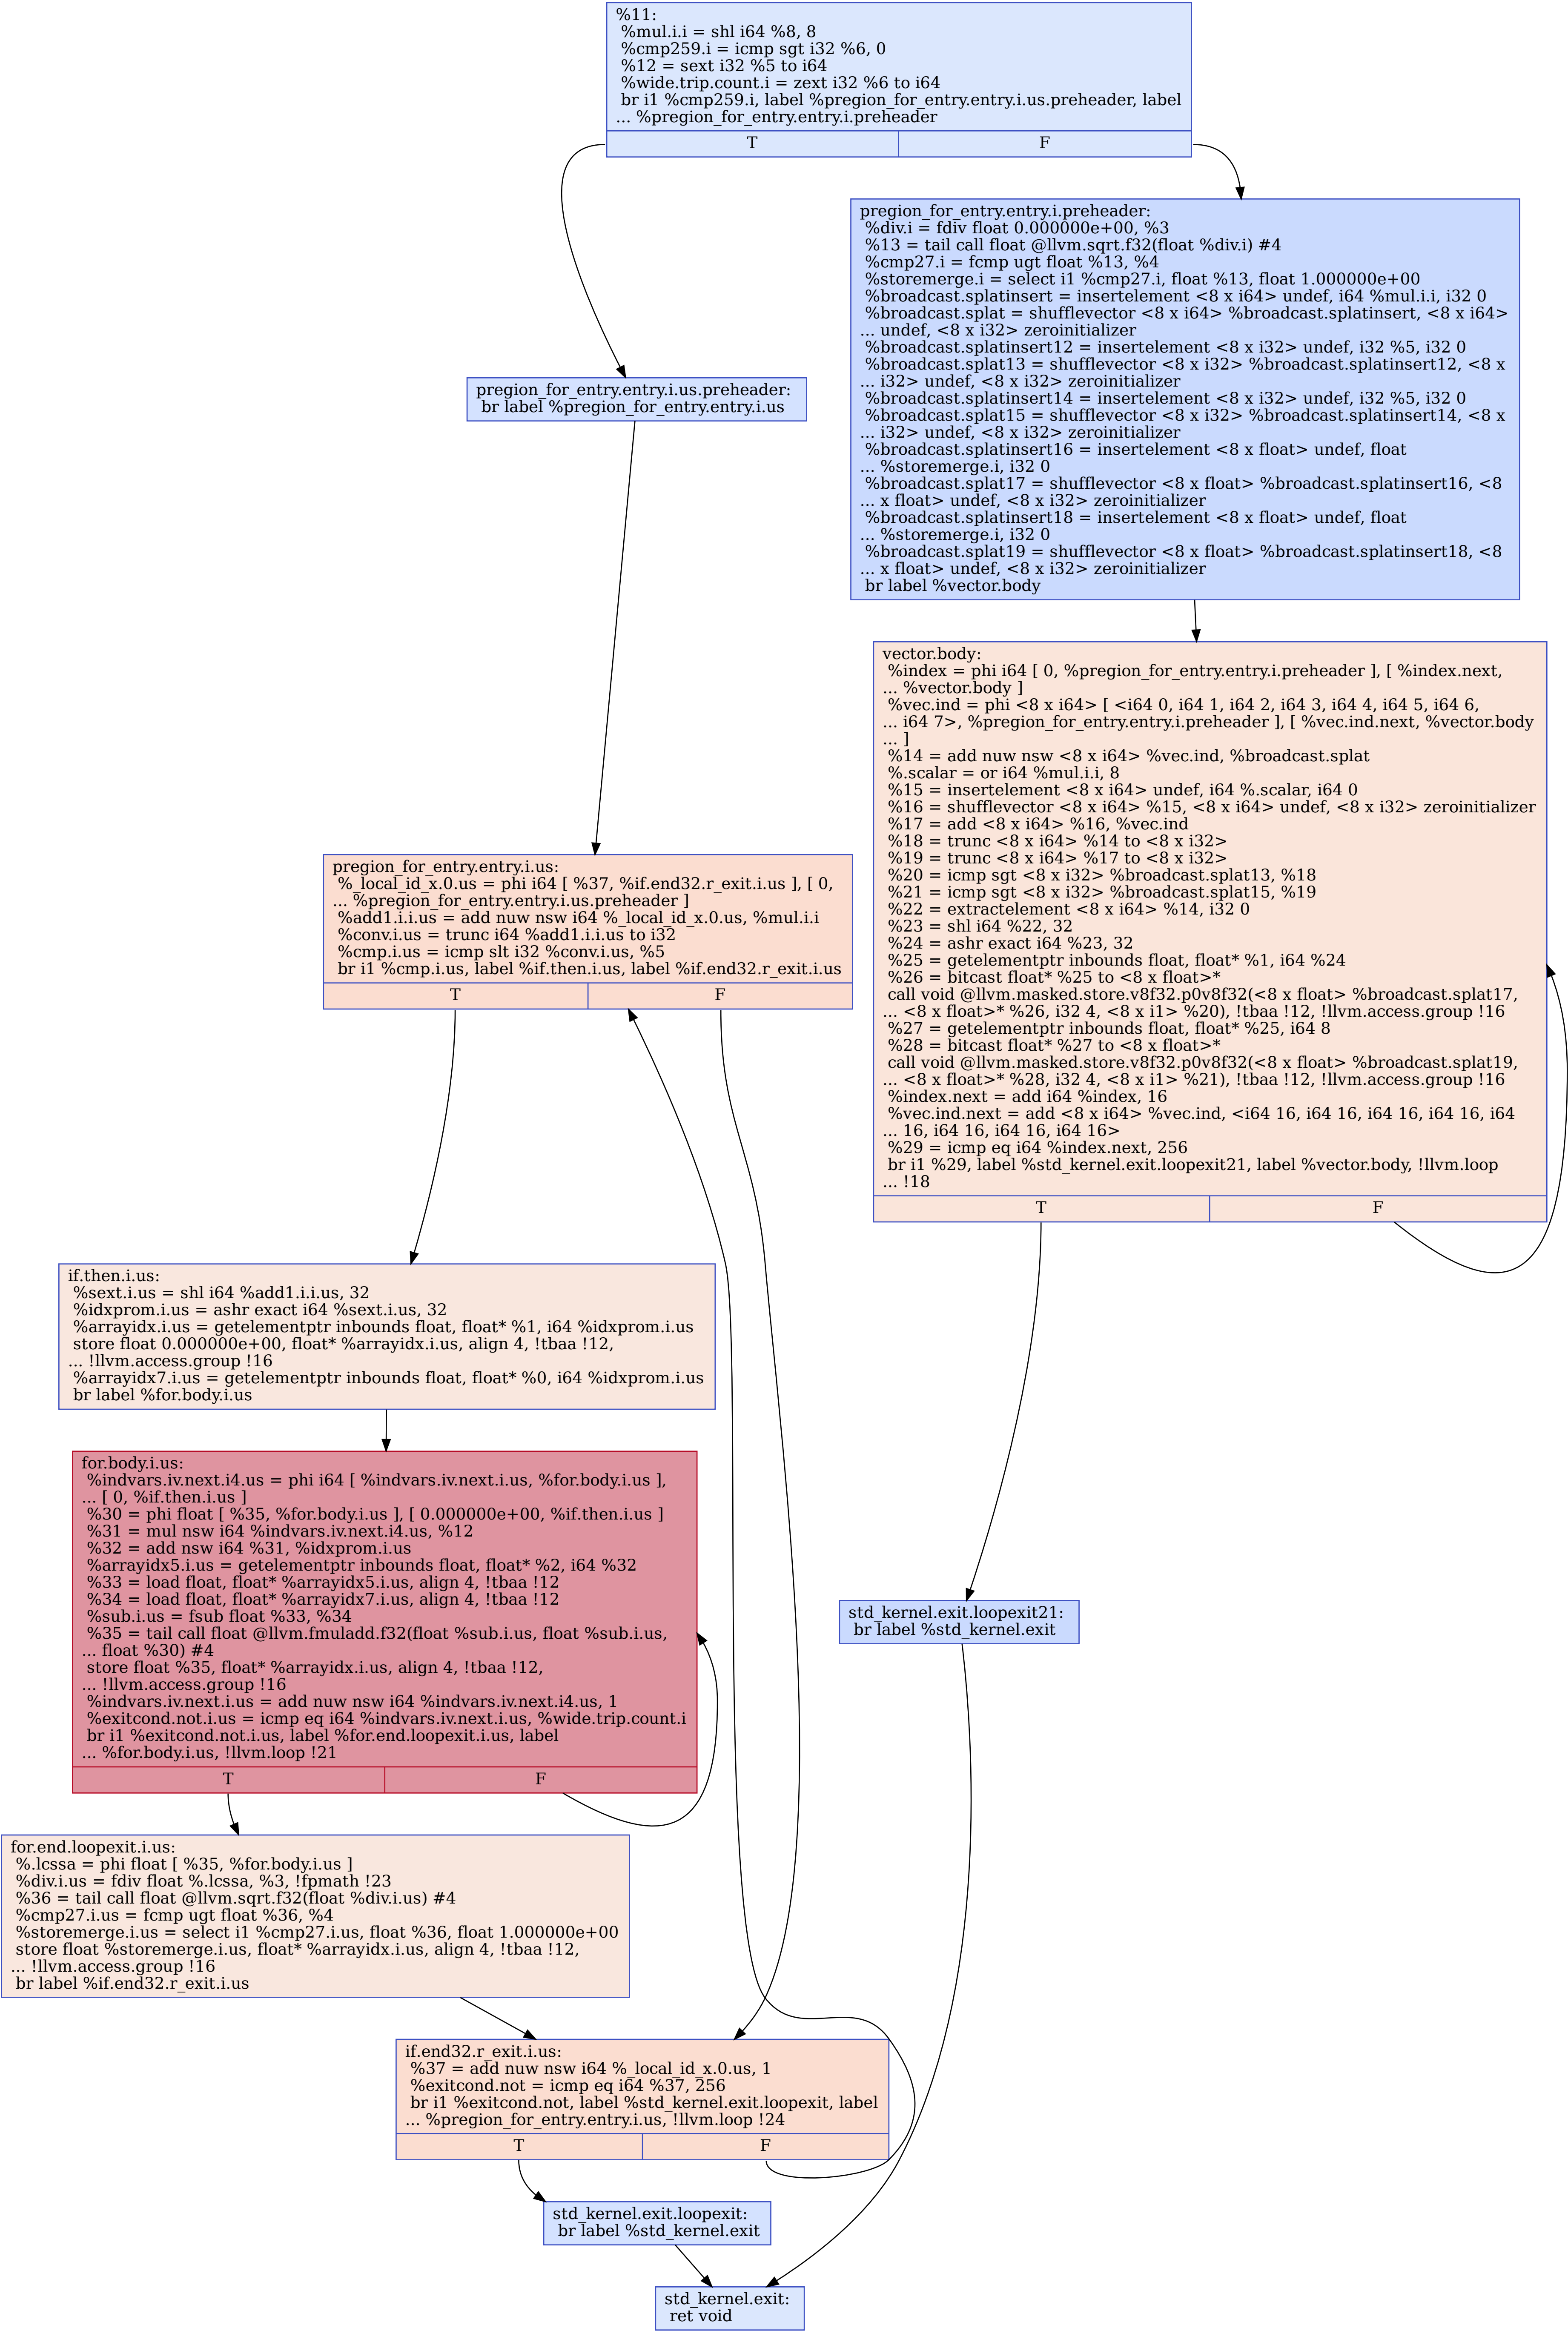 %11:
%mul.i.i = shl i64 %8, 8
%cmp259.i = icmp sgt i32 %6, 0
%12 = sext i32 %5 to i64
%wide.trip.count.i = zext i32 %6 to i64
br i1 %cmp259.i, label %pregion_for_entry.entry.i.us.preheader, label
... %pregion_for_entry.entry.i.preheader
T F
pregion_for_entry.entry.i.preheader:
%div.i = fdiv float 0.000000e+00, %3
%13 = tail call float @llvm.sqrt.f32(float %div.i) #4
%cmp27.i = fcmp ugt float %13, %4
%storemerge.i = select i1 %cmp27.i, float %13, float 1.000000e+00
%broadcast.splatinsert = insertelement <8 x i64> undef, i64 %mul.i.i, i32 0
%broadcast.splat = shufflevector <8 x i64> %broadcast.splatinsert, <8 x i64>
... undef, <8 x i32> zeroinitializer
%broadcast.splatinsert12 = insertelement <8 x i32> undef, i32 %5, i32 0
%broadcast.splat13 = shufflevector <8 x i32> %broadcast.splatinsert12, <8 x
... i32> undef, <8 x i32> zeroinitializer
%broadcast.splatinsert14 = insertelement <8 x i32> undef, i32 %5, i32 0
%broadcast.splat15 = shufflevector <8 x i32> %broadcast.splatinsert14, <8 x
... i32> undef, <8 x i32> zeroinitializer
%broadcast.splatinsert16 = insertelement <8 x float> undef, float
... %storemerge.i, i32 0
%broadcast.splat17 = shufflevector <8 x float> %broadcast.splatinsert16, <8
... x float> undef, <8 x i32> zeroinitializer
%broadcast.splatinsert18 = insertelement <8 x float> undef, float
... %storemerge.i, i32 0
%broadcast.splat19 = shufflevector <8 x float> %broadcast.splatinsert18, <8
... x float> undef, <8 x i32> zeroinitializer
br label %vector.body
pregion_for_entry.entry.i.us.preheader:
br label %pregion_for_entry.entry.i.us
vector.body:
%index = phi i64 [ 0, %pregion_for_entry.entry.i.preheader ], [ %index.next,
... %vector.body ]
%vec.ind = phi <8 x i64> [ <i64 0, i64 1, i64 2, i64 3, i64 4, i64 5, i64 6,
... i64 7>, %pregion_for_entry.entry.i.preheader ], [ %vec.ind.next, %vector.body
... ]
%14 = add nuw nsw <8 x i64> %vec.ind, %broadcast.splat
%.scalar = or i64 %mul.i.i, 8
%15 = insertelement <8 x i64> undef, i64 %.scalar, i64 0
%16 = shufflevector <8 x i64> %15, <8 x i64> undef, <8 x i32> zeroinitializer
%17 = add <8 x i64> %16, %vec.ind
%18 = trunc <8 x i64> %14 to <8 x i32>
%19 = trunc <8 x i64> %17 to <8 x i32>
%20 = icmp sgt <8 x i32> %broadcast.splat13, %18
%21 = icmp sgt <8 x i32> %broadcast.splat15, %19
%22 = extractelement <8 x i64> %14, i32 0
%23 = shl i64 %22, 32
%24 = ashr exact i64 %23, 32
%25 = getelementptr inbounds float, float* %1, i64 %24
%26 = bitcast float* %25 to <8 x float>*
call void @llvm.masked.store.v8f32.p0v8f32(<8 x float> %broadcast.splat17,
... <8 x float>* %26, i32 4, <8 x i1> %20), !tbaa !12, !llvm.access.group !16
%27 = getelementptr inbounds float, float* %25, i64 8
%28 = bitcast float* %27 to <8 x float>*
call void @llvm.masked.store.v8f32.p0v8f32(<8 x float> %broadcast.splat19,
... <8 x float>* %28, i32 4, <8 x i1> %21), !tbaa !12, !llvm.access.group !16
%index.next = add i64 %index, 16
%vec.ind.next = add <8 x i64> %vec.ind, <i64 16, i64 16, i64 16, i64 16, i64
... 16, i64 16, i64 16, i64 16>
%29 = icmp eq i64 %index.next, 256
br i1 %29, label %std_kernel.exit.loopexit21, label %vector.body, !llvm.loop
... !18
T F
pregion_for_entry.entry.i.us:
%_local_id_x.0.us = phi i64 [ %37, %if.end32.r_exit.i.us ], [ 0,
... %pregion_for_entry.entry.i.us.preheader ]
%add1.i.i.us = add nuw nsw i64 %_local_id_x.0.us, %mul.i.i
%conv.i.us = trunc i64 %add1.i.i.us to i32
%cmp.i.us = icmp slt i32 %conv.i.us, %5
br i1 %cmp.i.us, label %if.then.i.us, label %if.end32.r_exit.i.us
T F
if.then.i.us:
%sext.i.us = shl i64 %add1.i.i.us, 32
%idxprom.i.us = ashr exact i64 %sext.i.us, 32
%arrayidx.i.us = getelementptr inbounds float, float* %1, i64 %idxprom.i.us
store float 0.000000e+00, float* %arrayidx.i.us, align 4, !tbaa !12,
... !llvm.access.group !16
%arrayidx7.i.us = getelementptr inbounds float, float* %0, i64 %idxprom.i.us
br label %for.body.i.us
for.body.i.us:
%indvars.iv.next.i4.us = phi i64 [ %indvars.iv.next.i.us, %for.body.i.us ],
... [ 0, %if.then.i.us ]
%30 = phi float [ %35, %for.body.i.us ], [ 0.000000e+00, %if.then.i.us ]
%31 = mul nsw i64 %indvars.iv.next.i4.us, %12
%32 = add nsw i64 %31, %idxprom.i.us
%arrayidx5.i.us = getelementptr inbounds float, float* %2, i64 %32
%33 = load float, float* %arrayidx5.i.us, align 4, !tbaa !12
%34 = load float, float* %arrayidx7.i.us, align 4, !tbaa !12
%sub.i.us = fsub float %33, %34
%35 = tail call float @llvm.fmuladd.f32(float %sub.i.us, float %sub.i.us,
... float %30) #4
store float %35, float* %arrayidx.i.us, align 4, !tbaa !12,
... !llvm.access.group !16
%indvars.iv.next.i.us = add nuw nsw i64 %indvars.iv.next.i4.us, 1
%exitcond.not.i.us = icmp eq i64 %indvars.iv.next.i.us, %wide.trip.count.i
br i1 %exitcond.not.i.us, label %for.end.loopexit.i.us, label
... %for.body.i.us, !llvm.loop !21
T F
std_kernel.exit.loopexit21:
br label %std_kernel.exit
for.end.loopexit.i.us:
%.lcssa = phi float [ %35, %for.body.i.us ]
%div.i.us = fdiv float %.lcssa, %3, !fpmath !23
%36 = tail call float @llvm.sqrt.f32(float %div.i.us) #4
%cmp27.i.us = fcmp ugt float %36, %4
%storemerge.i.us = select i1 %cmp27.i.us, float %36, float 1.000000e+00
store float %storemerge.i.us, float* %arrayidx.i.us, align 4, !tbaa !12,
... !llvm.access.group !16
br label %if.end32.r_exit.i.us
if.end32.r_exit.i.us:
%37 = add nuw nsw i64 %_local_id_x.0.us, 1
%exitcond.not = icmp eq i64 %37, 256
br i1 %exitcond.not, label %std_kernel.exit.loopexit, label
... %pregion_for_entry.entry.i.us, !llvm.loop !24
T F
std_kernel.exit.loopexit:
br label %std_kernel.exit
std_kernel.exit:
ret void